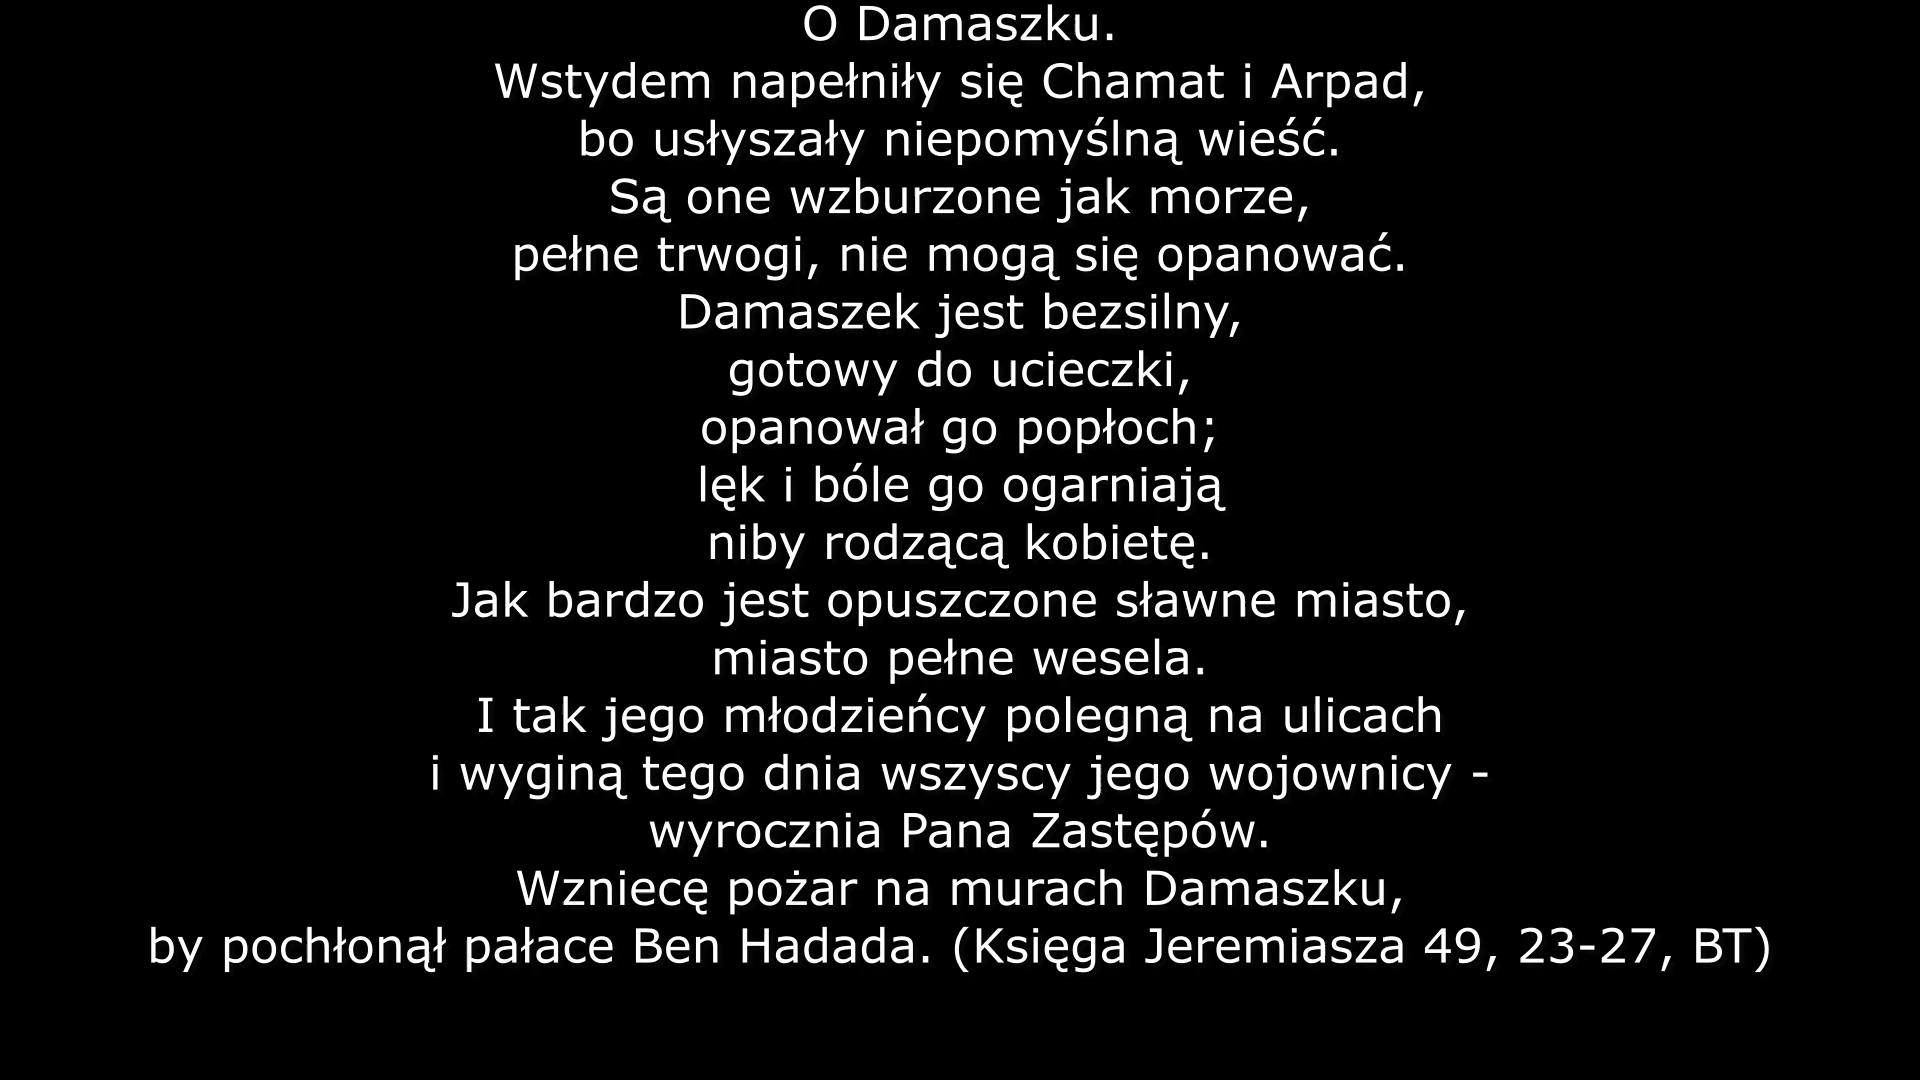 O Damaszku.
Wstydem napełniły się Chamat i Arpad,
bo usłyszały niepomyślną wieść.
Są one wzburzone jak morze,
pełne trwogi, nie mogą się opanować.
Damaszek jest bezsilny,
gotowy do ucieczki,
opanował go popłoch;
lęk i bóle go ogarniają
niby rodzącą kobietę.
Jak bardzo jest opuszczone sławne miasto,
miasto pełne wesela.
I tak jego młodzieńcy polegną na ulicach
i wyginą tego dnia wszyscy jego wojownicy -
wyrocznia Pana Zastępów.
Wzniecę pożar na murach Damaszku,
by pochłonął pałace Ben Hadada. (Księga Jeremiasza 49, 23-27, BT)